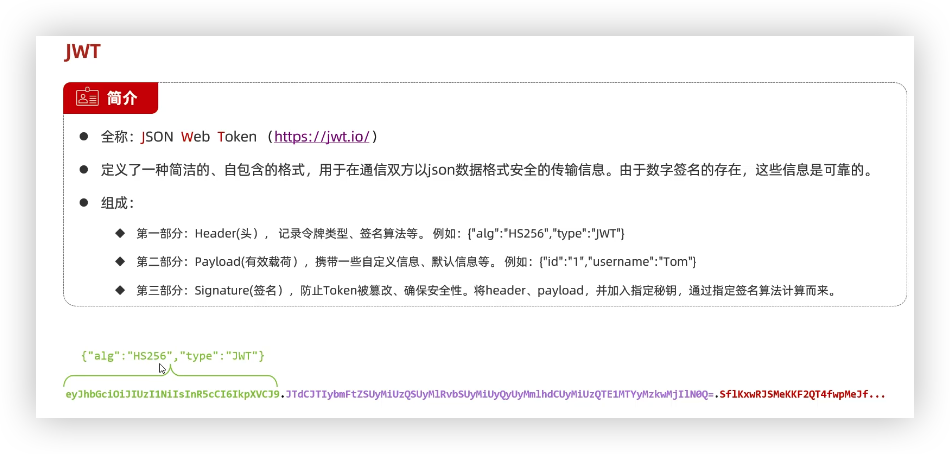 JWT
简介
● 全称：JSON Web Token（https://jwt.io/）
● 定义了一种简洁的、自包含的格式，用于在通信双方以json数据格式安全的传输信息。由于数字签名的存在，这些信息是可靠的。
● 组成：
◆ 第一部分：Header(头），记录令牌类型、签名算法等。 例如：{"alg":"HS256","type":"JWT"}
◆ 第二部分：Payload(有效载荷），携带一些自定义信息、默认信息等。 例如：{"id":"1","username":"Tom"}
◆ 第三部分：Signature(签名），防止Token被篡改、确保安全性。将header、payload，并加入指定秘钥，通过指定签名算法计算而来。
{"alg":"HS256","type":"JWT"}
eyJhbGciOiJIUzI1NiIsInR5cCI6IkpXVCJ9.JTdCJTIybmFtZSUyMiUzQSUyMlRvbSUyMiUyQyUyMmlhdCUyMiUzQTE1MTYyMzkwMjIlN0Q=.SflKxwRJSMeKKF2QT4fwpMeJf...